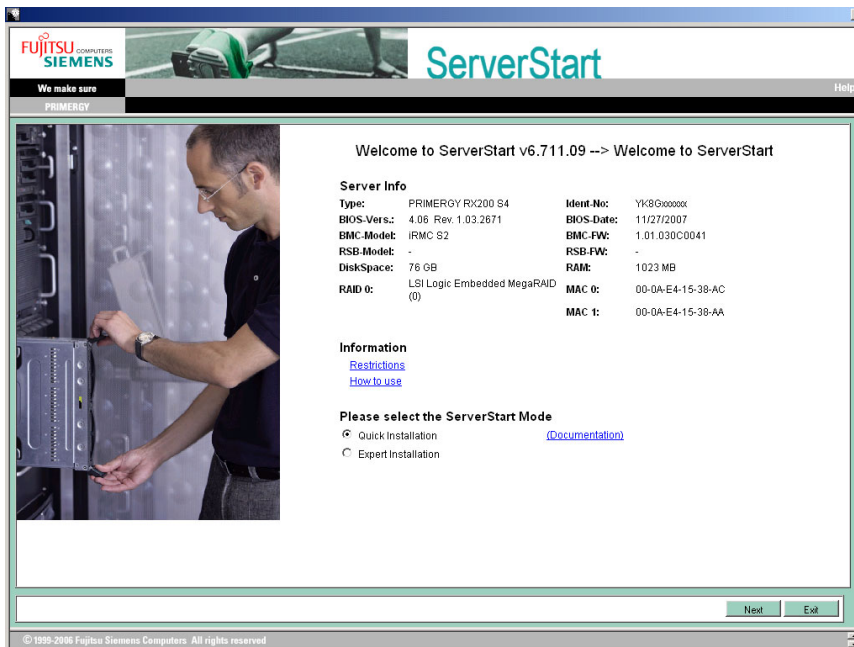 FUJITSU COMPUTERS
SIEMENS
ServerStart
We make sure
Help
PRIMERGY
Welcome to ServerStart v6.711.09 --> Welcome to ServerStart
Server Info
Type: PRIMERGY RX200 S4 Ident-No: YK8Gxxxxxx
BIOS-Vers.: 4.06 Rev. 1.03.2671 BIOS-Date: 11/27/2007
BMC-Model: iRMC S2 BMC-FW: 1.01.030C0041
RSB-Model: - RSB-FW: -
DiskSpace: 76 GB RAM: 1023 MB
RAID 0: LSI Logic Embedded MegaRAID (0) MAC 0: 00-0A-E4-15-38-AC
MAC 1: 00-0A-E4-15-38-AA
Information
Restrictions
How to use
Please select the ServerStart Mode
Quick Installation (Documentation)
Expert Installation
Next Exit
© 1999-2006 Fujitsu Siemens Computers All rights reserved